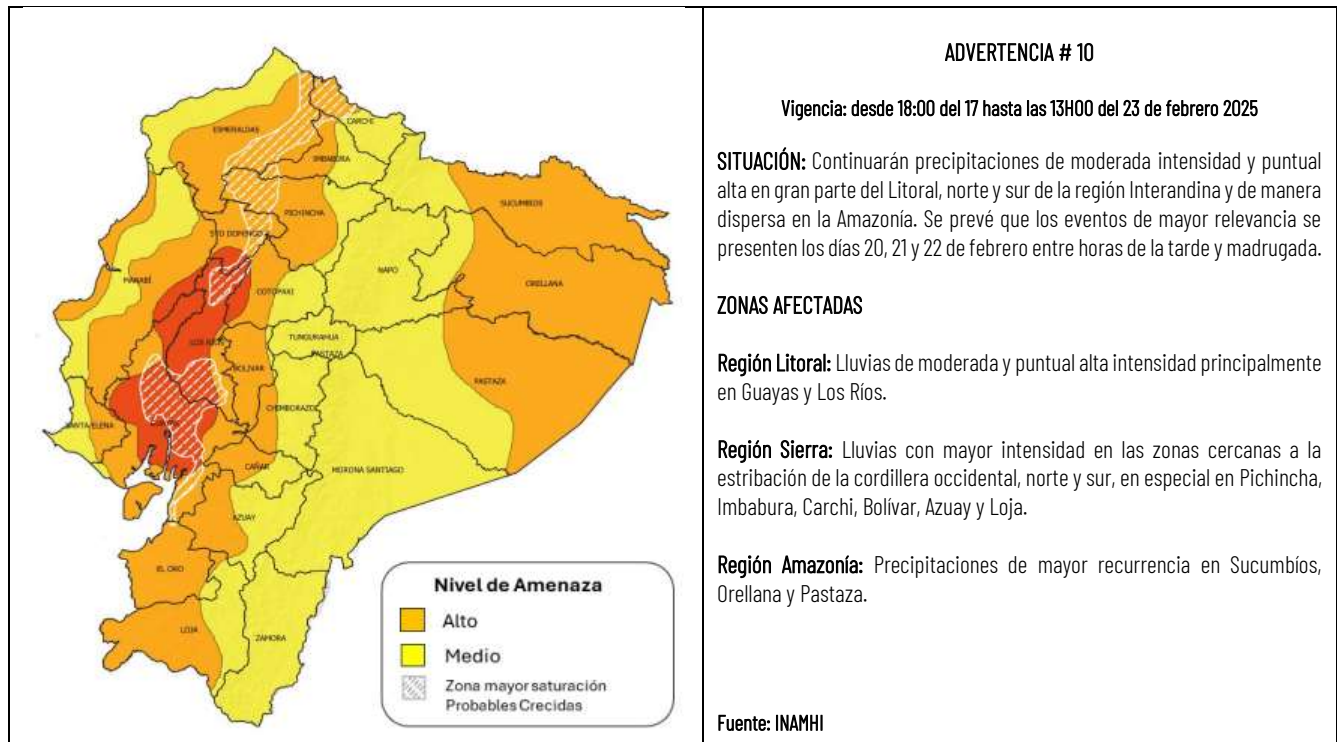 CARCHI
ESMERALDAS
IMBABURA
SUCUMBIOS
PICHINCHA
STO DOMINGO
NAPO
MANABÍ
COTOPAXI
ORELLANA
LOS RIOS
TUNGURAHUA
PASTAZA
BOLIVAR
PASTAZA
CHIMBORAZO
SANTA ELENA
CAÑAR
MORONA SANTIAGO
AZUAY
EL ORO
LOJA
ZAMORA
Nivel de Amenaza
Alto
Medio
Zona mayor saturación
Probables Crecidas
ADVERTENCIA # 10
Vigencia: desde 18:00 del 17 hasta las 13H00 del 23 de febrero 2025
SITUACIÓN: Continuarán precipitaciones de moderada intensidad y puntual
alta en gran parte del Litoral, norte y sur de la región Interandina y de manera
dispersa en la Amazonía. Se prevé que los eventos de mayor relevancia se
presenten los días 20, 21 y 22 de febrero entre horas de la tarde y madrugada.
ZONAS AFECTADAS
Región Litoral: Lluvias de moderada y puntual alta intensidad principalmente
en Guayas y Los Ríos.
Región Sierra: Lluvias con mayor intensidad en las zonas cercanas a la
estribación de la cordillera occidental, norte y sur, en especial en Pichincha,
Imbabura, Carchi, Bolívar, Azuay y Loja.
Región Amazonía: Precipitaciones de mayor recurrencia en Sucumbíos,
Orellana y Pastaza.
Fuente: INAMHI